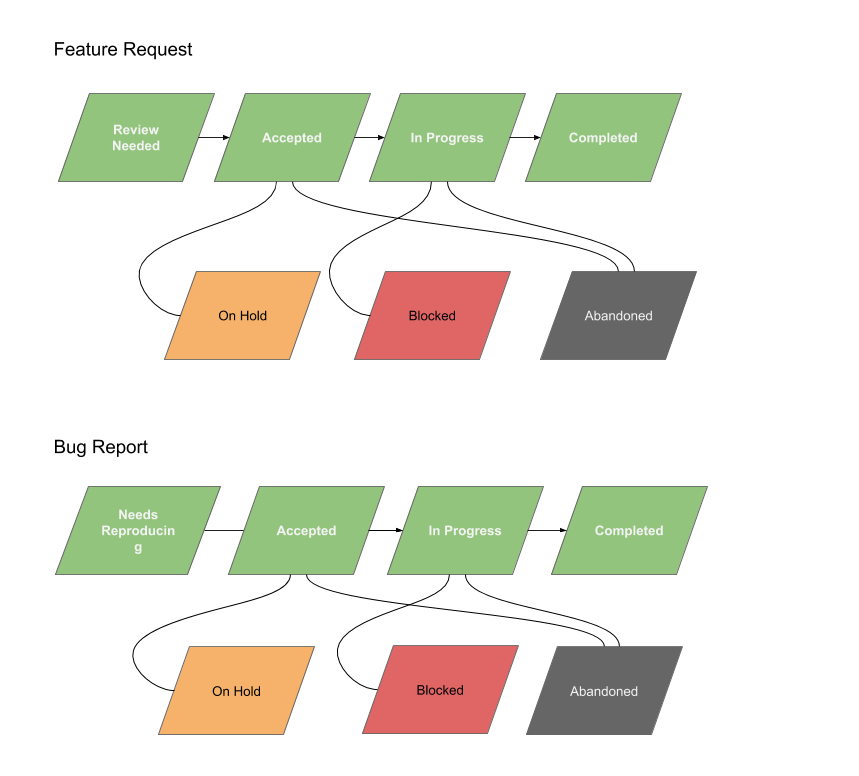 Feature Request
Review
Needed
Accepted
In Progress
Completed
On Hold
Blocked
Abandoned
Bug Report
Needs
Reproducin
g
Accepted
In Progress
Completed
On Hold
Blocked
Abandoned